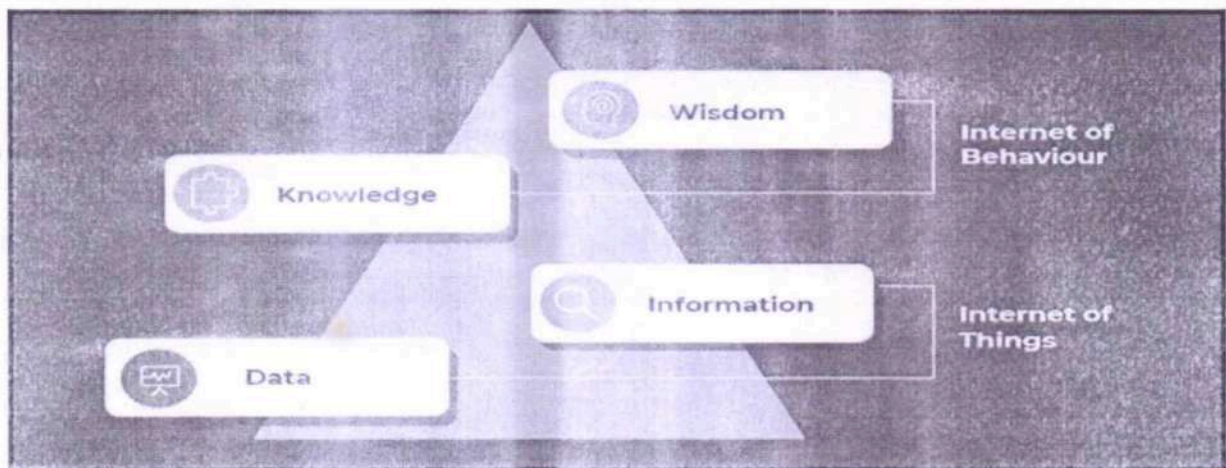 Wisdom
Internet of
Behaviour
Knowledge
Information
Internet of
Things
Data